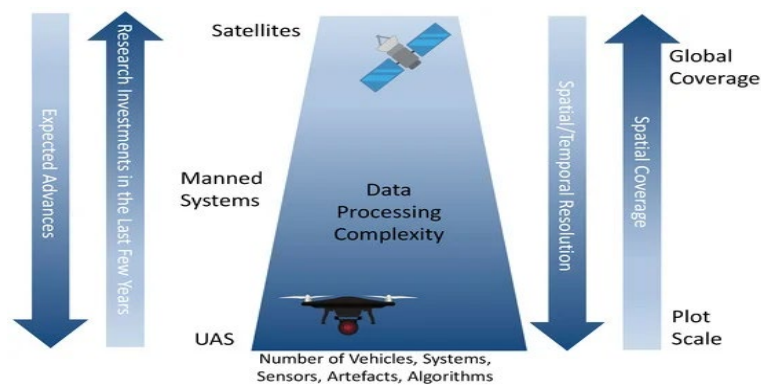 Expected Advances
Research Investments in the Last Few Years
Satellites
Manned
Systems
UAS
Data
Processing
Complexity
Number of Vehicles, Systems,
Sensors, Artefacts, Algorithms
Spatial/Temporal Resolution
Spatial Coverage
Global
Coverage
Plot
Scale